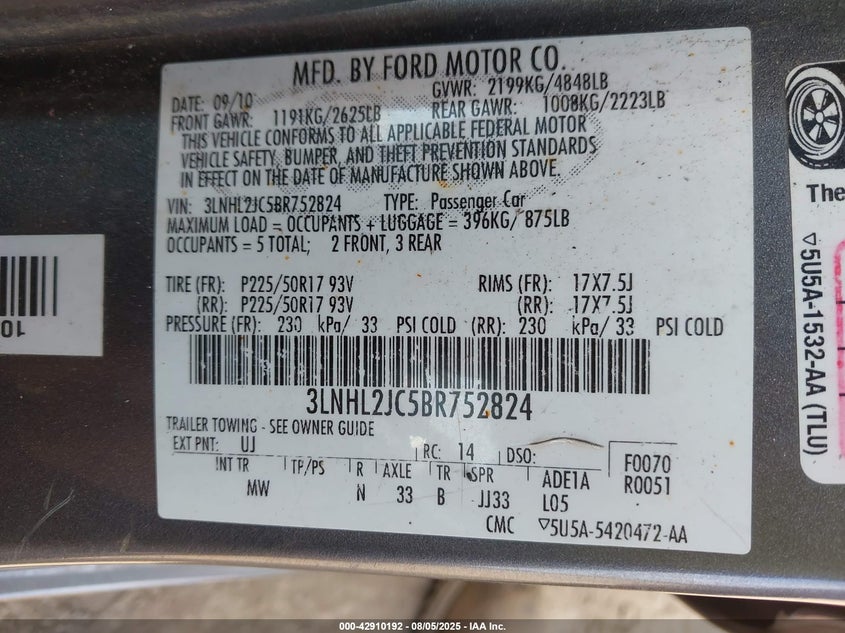 MFD. BY FORD MOTOR CO.
DATE: 09/10 GVWR: 2199KG/4848LB
FRONT GAWR: 1191KG/2625LB REAR GAWR: 1008KG/2223LB
THIS VEHICLE CONFORMS TO ALL APPLICABLE FEDERAL MOTOR
VEHICLE SAFETY, BUMPER, AND THEFT PREVENTION STANDARDS
IN EFFECT ON THE DATE OF MANUFACTURE SHOWN ABOVE.
VIN: 3LNHL2JC5BR752824 TYPE: Passenger Car
MAXIMUM LOAD = OCCUPANTS + LUGGAGE = 396KG/ 875LB
OCCUPANTS = 5 TOTAL; 2 FRONT, 3 REAR
TIRE (FR): P225/50R17 93V RIMS (FR): 17X7.5J
(RR): P225/50R17 93V (RR): 17X7.5J
PRESSURE (FR): 230 kPa/ 33 PSI COLD (RR): 230 kPa/ 33 PSI COLD
3LNHL2JC5BR752824
TRAILER TOWING - SEE OWNER GUIDE
EXT PNT: UJ RC: 14 DSO: F0070
INT TR TP/PS R AXLE TR SPR ADE1A R0051
MW N 33 B JJ33 L05
CMC ▽5U5A-5420472-AA
The
▽5U5A-1532-AA (TLU)
10
000-42910192 - 08/05/2025 - IAA Inc.